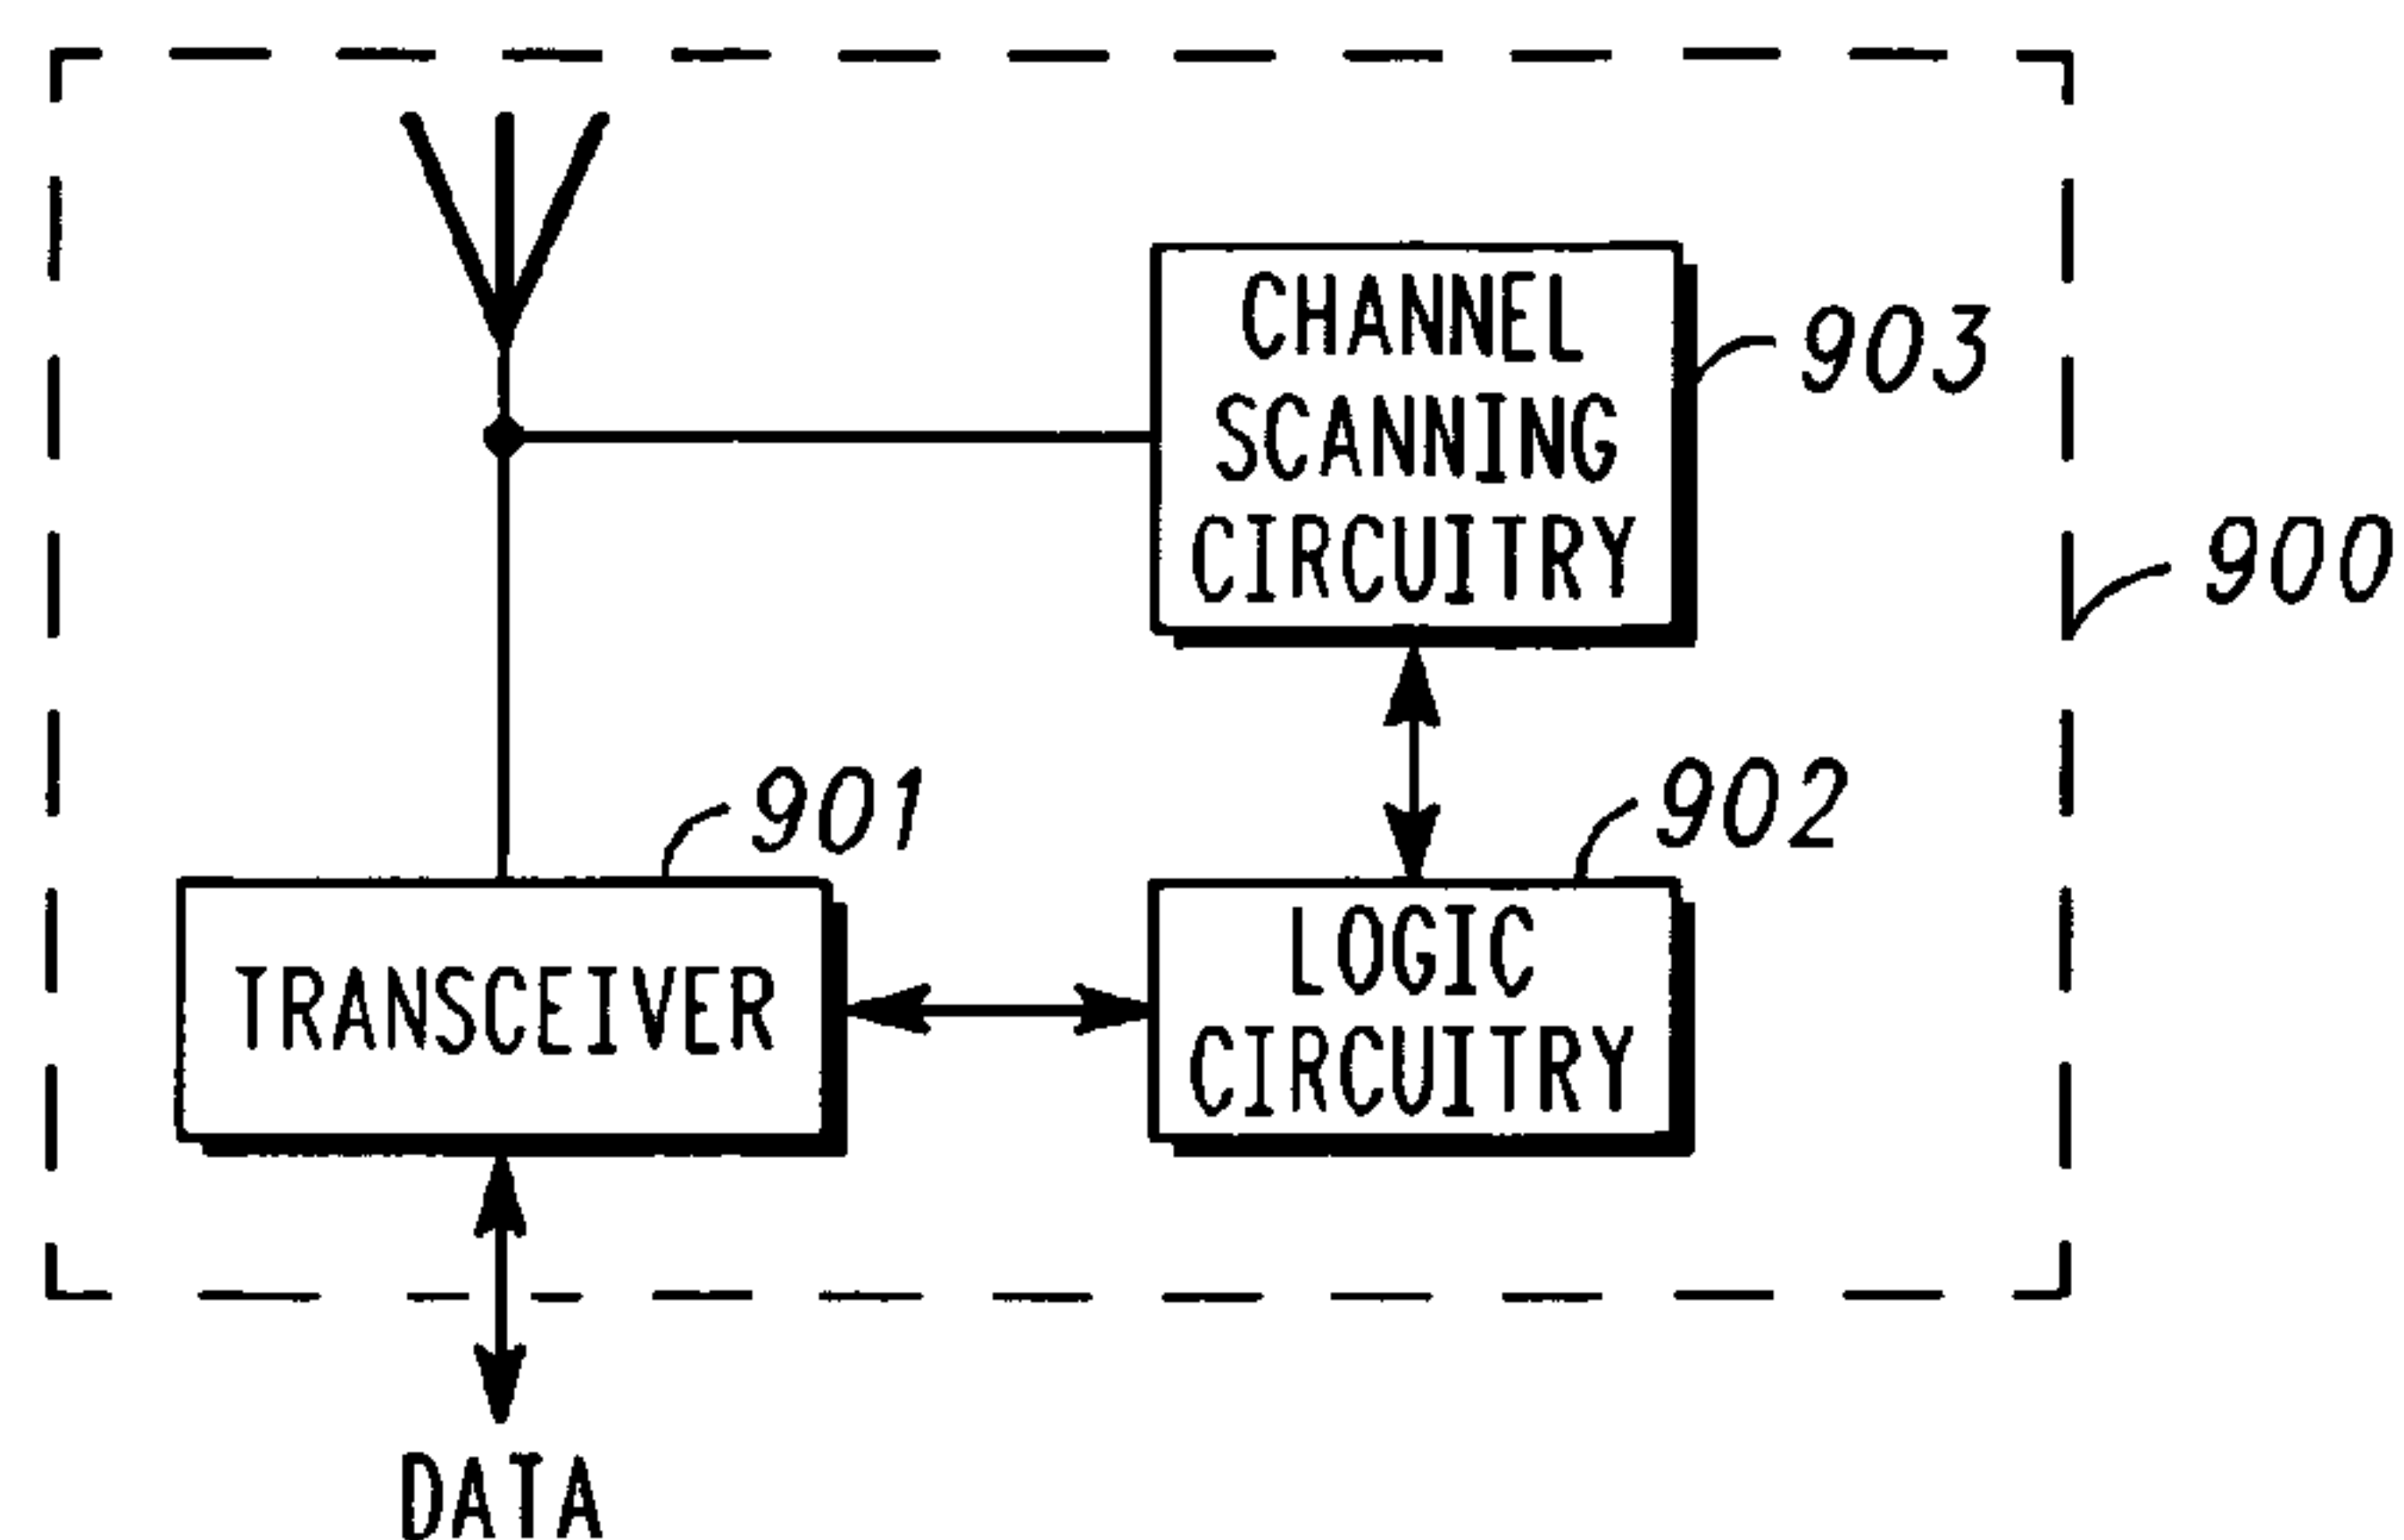 CHANNEL
SCANNING
CIRCUITRY
903
900
901
902
TRANSCEIVER
LOGIC
CIRCUITRY
DATA